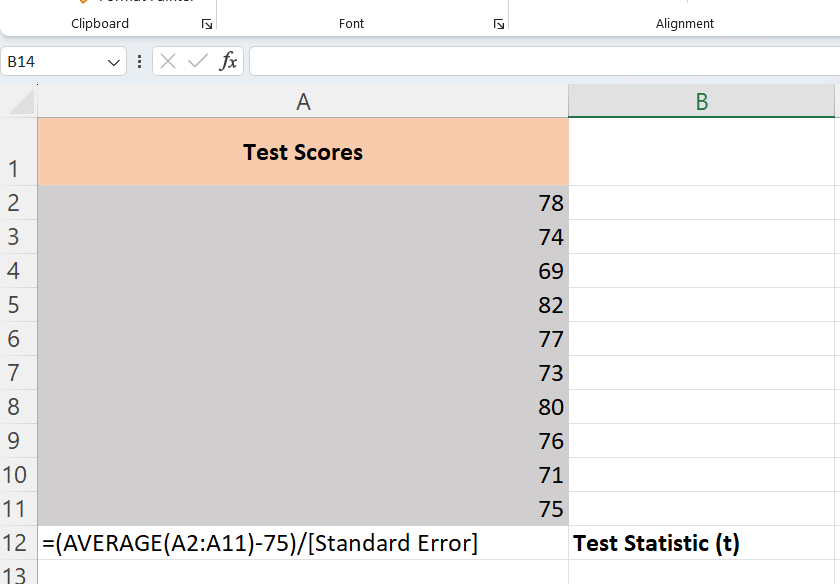 Clipboard Font Alignment
B14 fx
A B
1 Test Scores
2 78
3 74
4 69
5 82
6 77
7 73
8 80
9 76
10 71
11 75
12 =(AVERAGE(A2:A11)-75)/[Standard Error] Test Statistic (t)
13